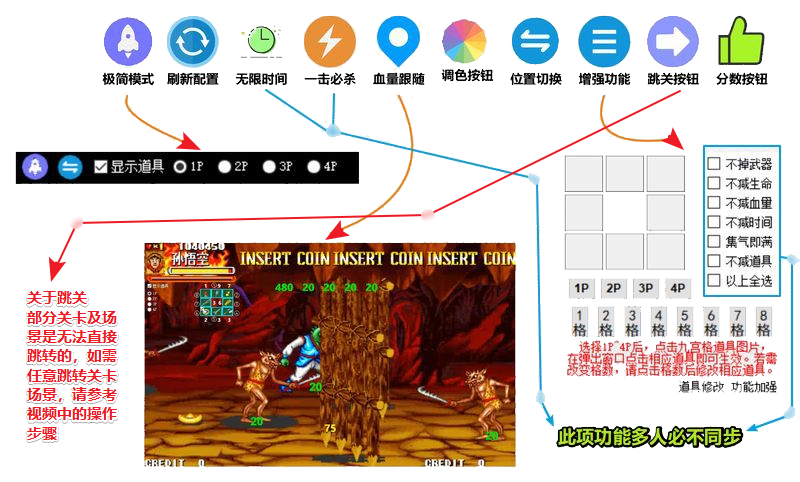 极简模式 刷新配置 无限时间 一击必杀 血量跟随 调色按钮 位置切换 增强功能 跳关按钮 分数按钮
显示道具 1P 2P 3P 4P
不掉武器
不减生命
不减血量
不减时间
集气即满
不减道具
以上全选
1P 2P 3P 4P
1格 2格 3格 4格 5格 6格 7格 8格
选择1P~4P后，点击九宫格道具图片，
在弹出窗口点击相应道具即可生效。若需
改变格数，请点击格数后修改相应道具。
道具修改 功能加强
关于跳关
部分关卡及场
景是无法直接
跳转的，如需
任意跳转关卡
场景，请参考
视频中的操作
步骤
1040450
孙悟空
INSERT COIN INSERT COIN INSERT COIN
480 20 20 20 20
20
20
75
20
CREDIT 0 CREDIT 0
此项功能多人必不同步